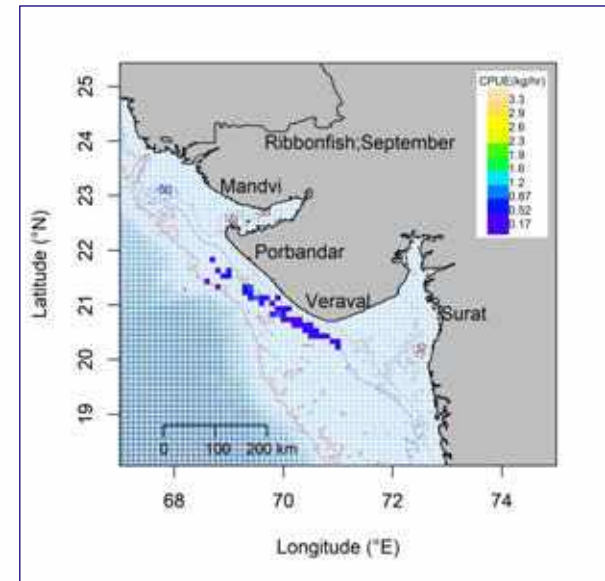 CPUE(kg/hr)
3.3
2.9
2.6
2.3
1.9
1.6
1.2
0.87
0.52
0.17
Ribbonfish;September
Mandvi
Porbandar
Veraval
Surat
-50
0 100 200 km
25
24
23
22
21
20
19
Latitude (°N)
68 70 72 74
Longitude (°E)